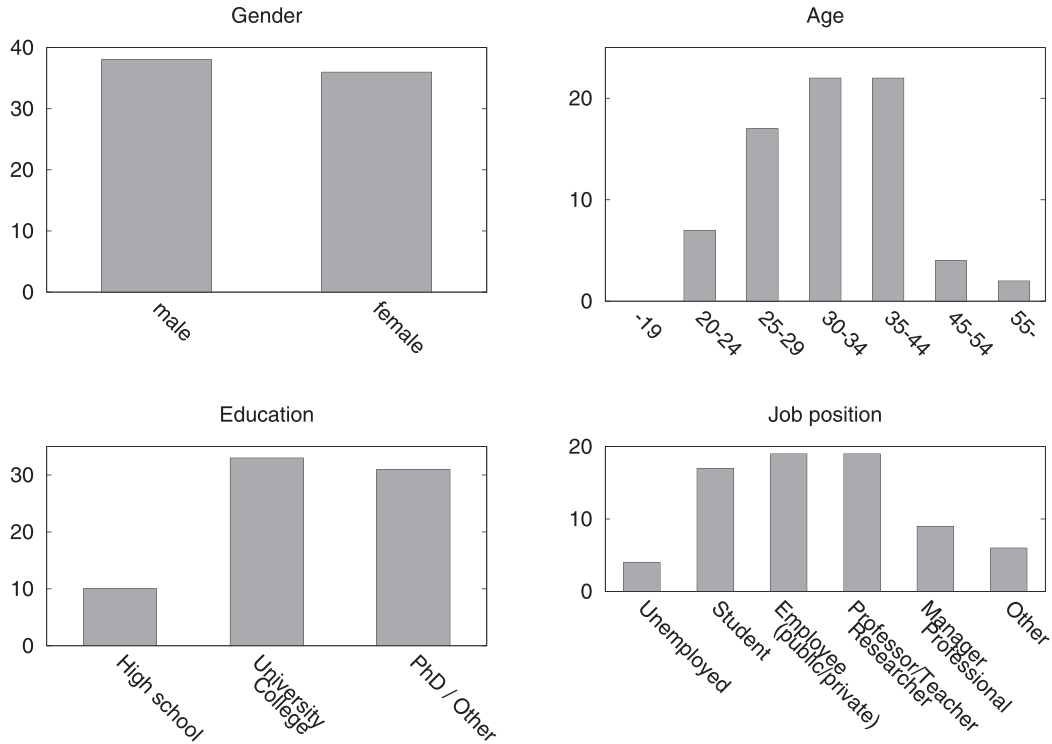 Gender
40
30
20
10
0
male
female
Age
20
10
0
-19
20-24
25-29
30-34
35-44
45-54
55-
Education
30
20
10
0
High school
University
College
PhD / Other
Job position
20
10
0
Unemployed
Student
Employee
(public/private)
Professor/Teacher
Researcher
Manager
Professional
Other